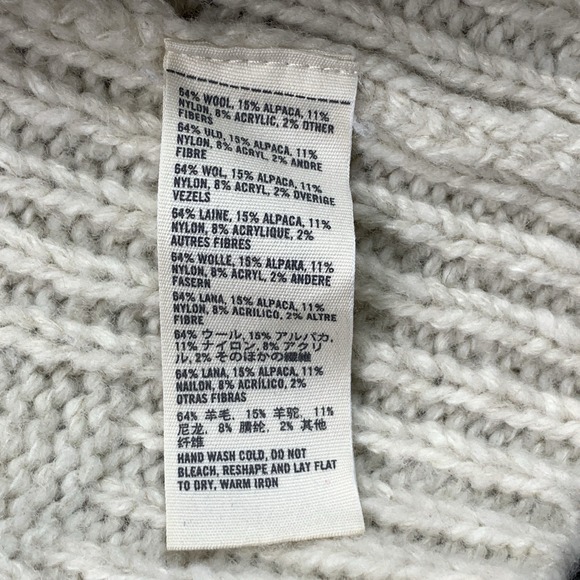 64% WOOL, 15% ALPACA, 11%
NYLON, 8% ACRYLIC, 2% OTHER
FIBERS
64% ULD, 15% ALPACA, 11%
NYLON, 8% ACRYL, 2% ANDRE
FIBRE
64% WOL, 15% ALPACA, 11%
NYLON, 8% ACRYL, 2% OVERIGE
VEZELS
64% LAINE, 15% ALPACA, 11%
NYLON, 8% ACRYLIQUE, 2%
AUTRES FIBRES
64% WOLLE, 15% ALPAKA, 11%
NYLON, 8% ACRYL, 2% ANDERE
FASERN
64% LANA, 15% ALPACA, 11%
NYLON, 8% ACRILICO, 2% ALTRE
FIBRE
64% ウール, 15% アルパカ,
11% ナイロン, 8% アクリ
ル, 2% そのほかの繊維
64% LANA, 15% ALPACA, 11%
NAILON, 8% ACRÍLICO, 2%
OTRAS FIBRAS
64% 羊毛, 15% 羊驼, 11%
尼龙, 8% 腈纶, 2% 其他
纤维
HAND WASH COLD, DO NOT
BLEACH, RESHAPE AND LAY FLAT
TO DRY, WARM IRON